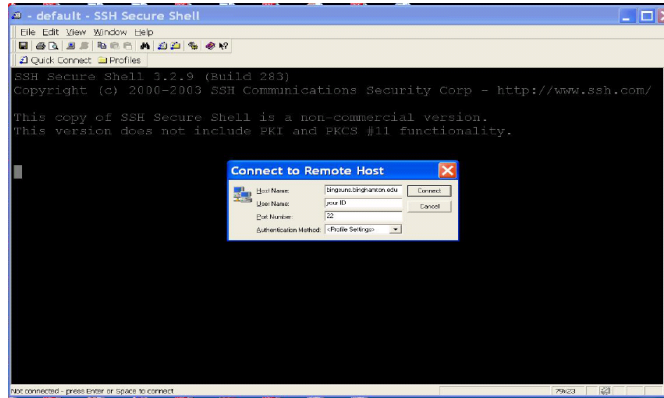 - default - SSH Secure Shell
File Edit View Window Help
Quick Connect Profiles
SSH Secure Shell 3.2.9 (Build 283)
Copyright (c) 2000-2003 SSH Communications Security Corp - http://www.ssh.com/
This copy of SSH Secure Shell is a non-commercial version.
This version does not include PKI and PKCS #11 functionality.
Connect to Remote Host
Host Name: bingsuns.binghamton.edu Connect
User Name: your ID Cancel
Port Number: 22
Authentication Method: <Profile Settings>
Not connected - press Enter or Space to connect 79x23